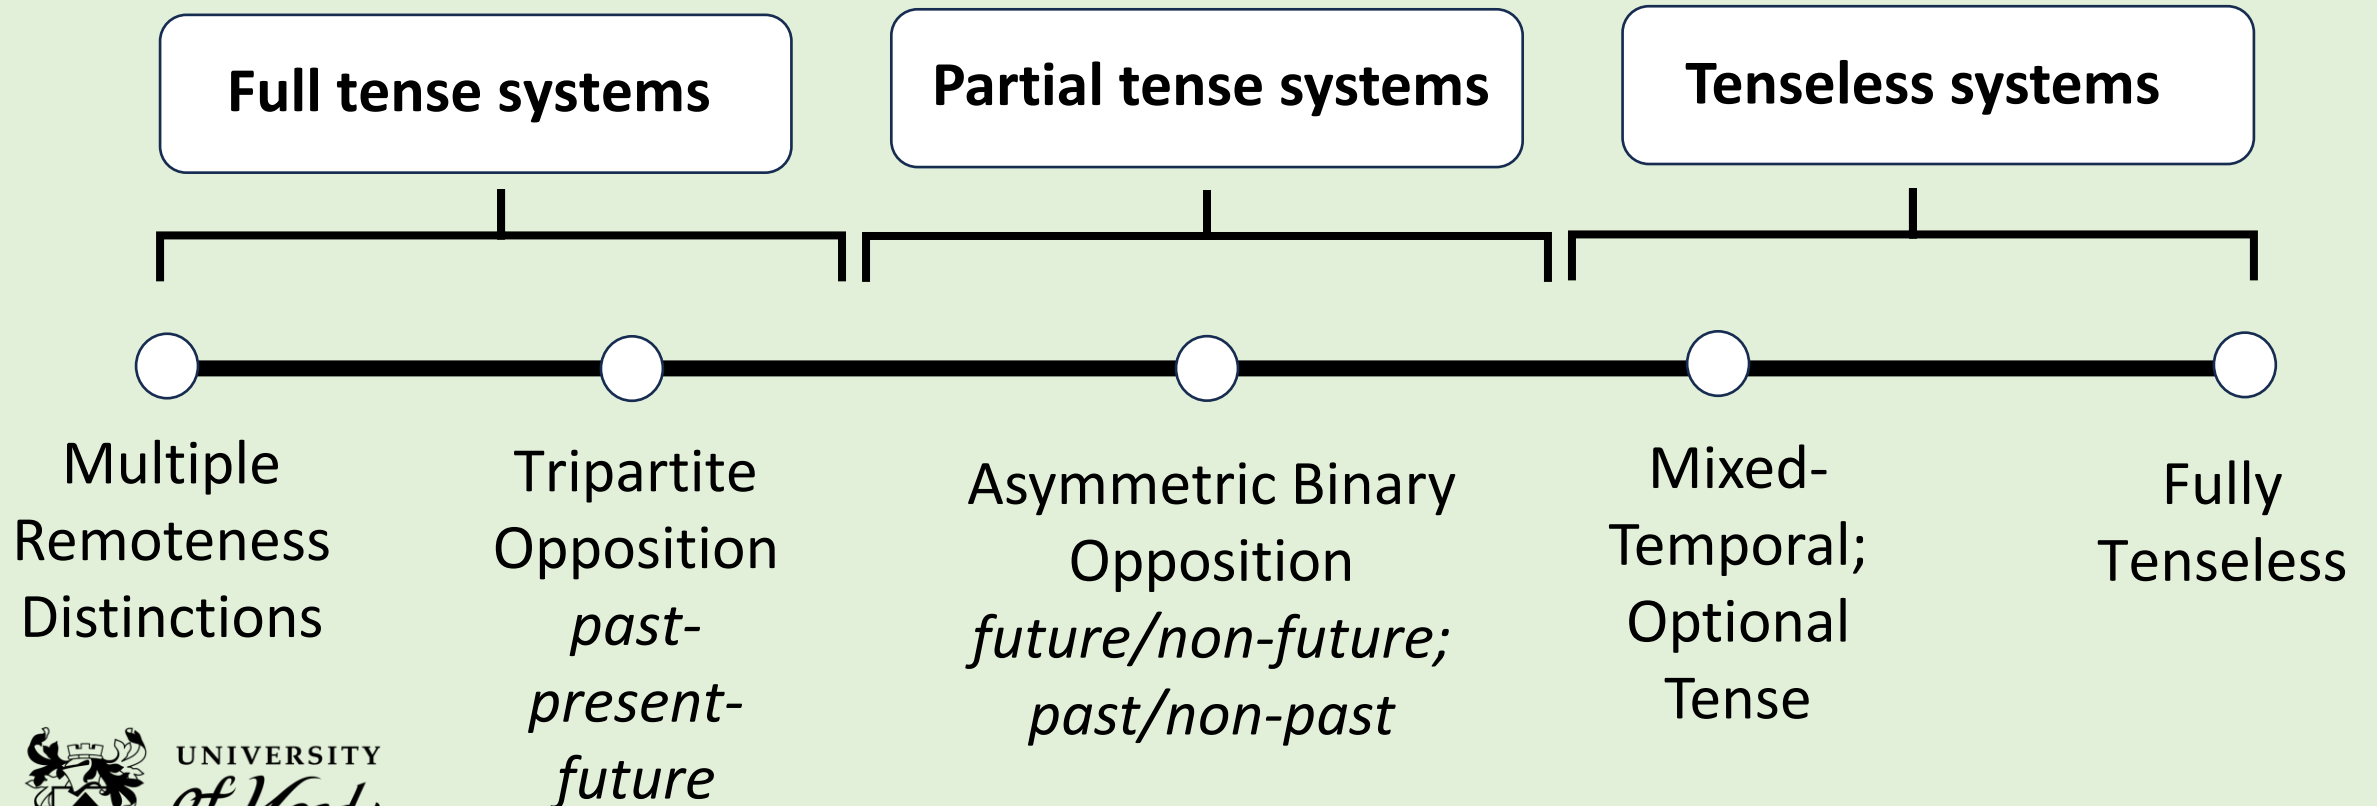 Full tense systems
Partial tense systems
Tenseless systems
Multiple
Remoteness
Distinctions
Tripartite
Opposition
past-
present-
future
Asymmetric Binary
Opposition
future/non-future;
past/non-past
Mixed-
Temporal;
Optional
Tense
Fully
Tenseless
UNIVERSITY
of